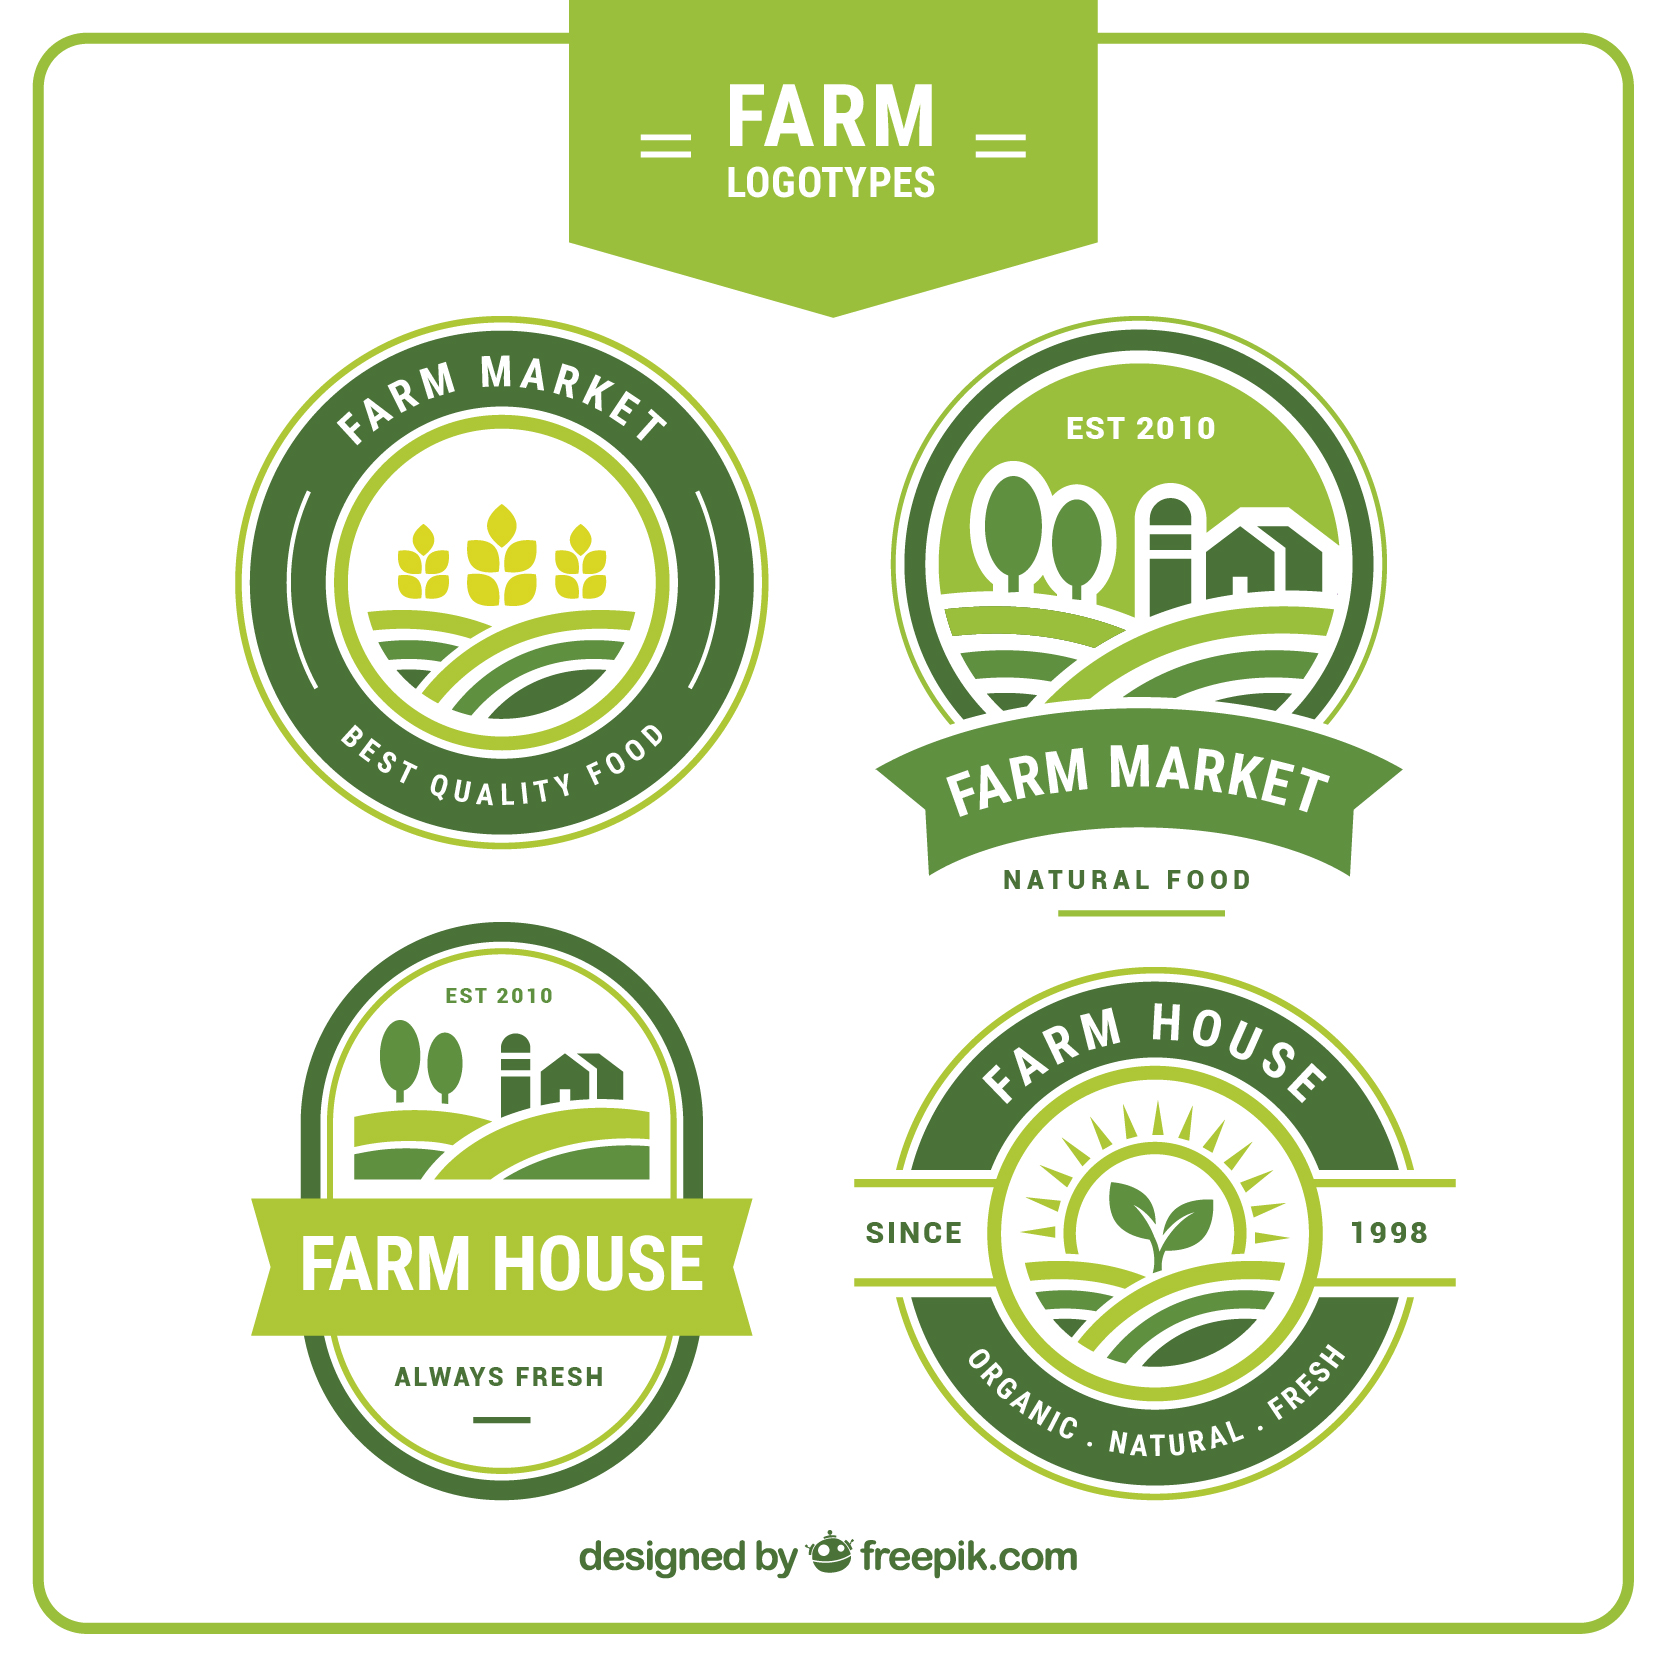 FARM
LOGOTYPES
FARM MARKET
BEST QUALITY FOOD
EST 2010
FARM MARKET
NATURAL FOOD
EST 2010
FARM HOUSE
ALWAYS FRESH
FARM HOUSE
SINCE 1998
ORGANIC . NATURAL . FRESH
designed by freepik.com